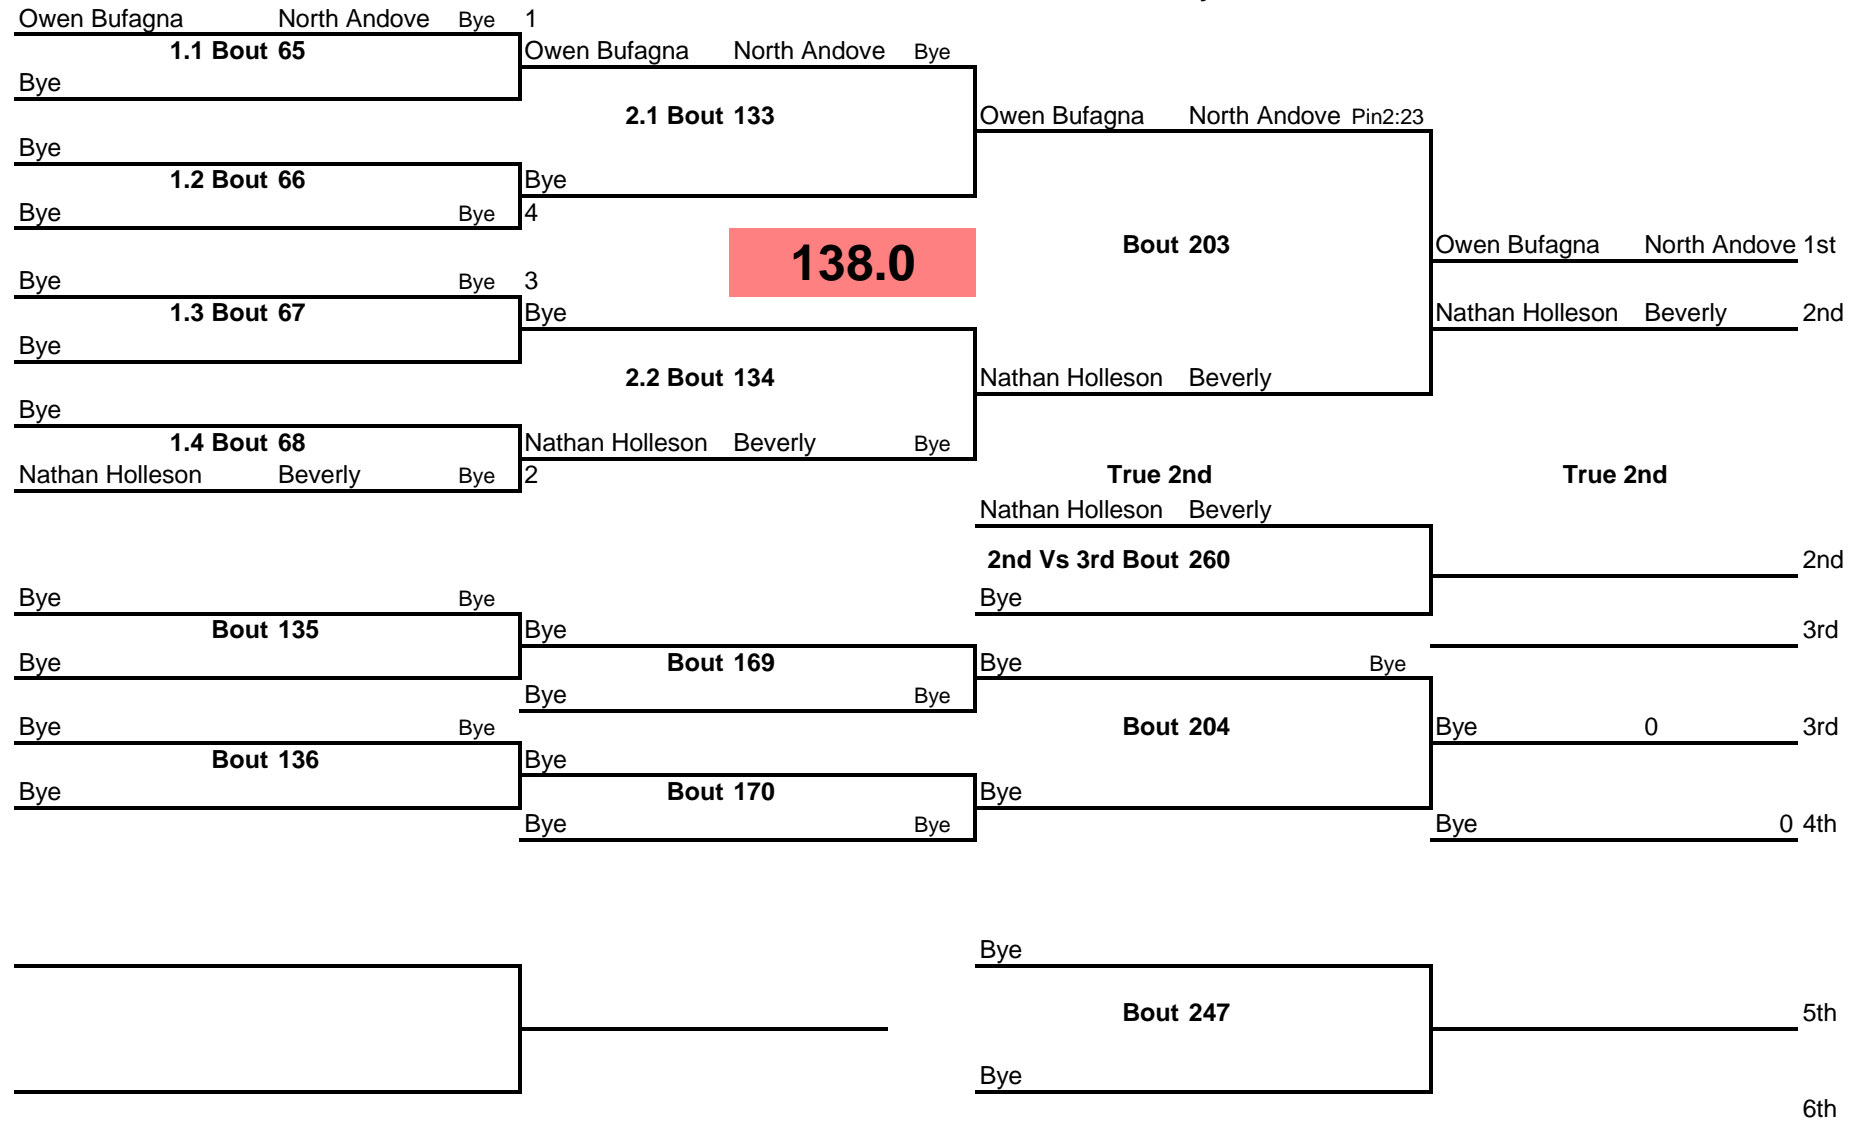 Owen Bufagna North Andove Bye 1
1.1 Bout 65 Owen Bufagna North Andove Bye
Bye
2.1 Bout 133 Owen Bufagna North Andove Pin2:23
Bye
1.2 Bout 66 Bye
Bye Bye 4
138.0 Bout 203 Owen Bufagna North Andove 1st
Bye Bye 3
1.3 Bout 67 Bye Nathan Holleson Beverly 2nd
Bye
2.2 Bout 134 Nathan Holleson Beverly
Bye
1.4 Bout 68 Nathan Holleson Beverly Bye
Nathan Holleson Beverly Bye 2 True 2nd True 2nd
Nathan Holleson Beverly
2nd Vs 3rd Bout 260 2nd
Bye Bye Bye
Bout 135 Bye 3rd
Bye Bout 169 Bye Bye
Bye Bye
Bye Bye Bout 204 Bye 0 3rd
Bout 136 Bye
Bye Bout 170 Bye
Bye Bye Bye 0 4th
Bye
Bout 247 5th
Bye
6th